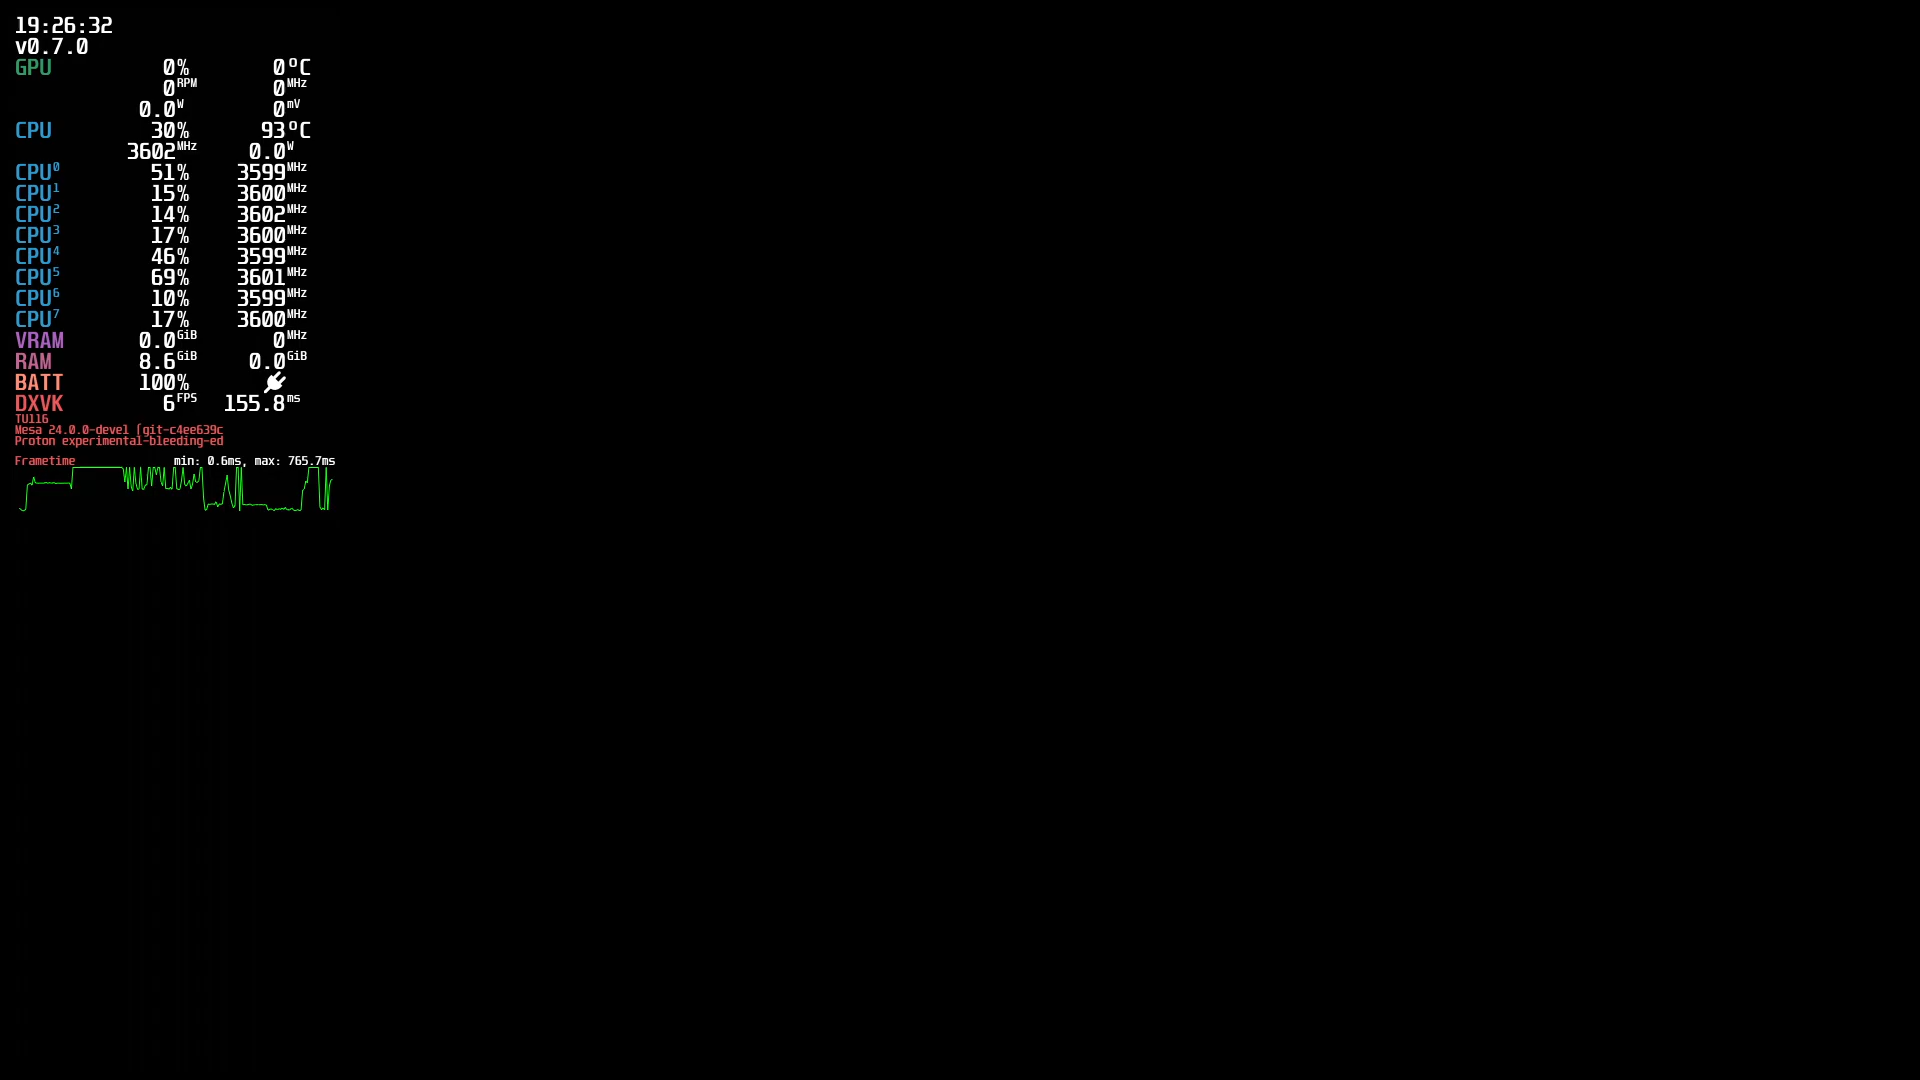 19:26:32
v0.7.0
GPU 0% 0°C
0RPM 0MHz
0.0W 0mV
CPU 30% 93°C
3602MHz 0.0W
CPU0 51% 3599MHz
CPU1 15% 3600MHz
CPU2 14% 3602MHz
CPU3 17% 3600MHz
CPU4 46% 3599MHz
CPU5 69% 3601MHz
CPU6 10% 3599MHz
CPU7 17% 3600MHz
VRAM 0.0GiB 0MHz
RAM 8.6GiB 0.0GiB
BATT 100%
DXVK 6FPS 155.8ms
TU116
Mesa 24.0.0-devel (git-c4ee639c
Proton experimental-bleeding-ed
Frametime min: 0.6ms, max: 765.7ms